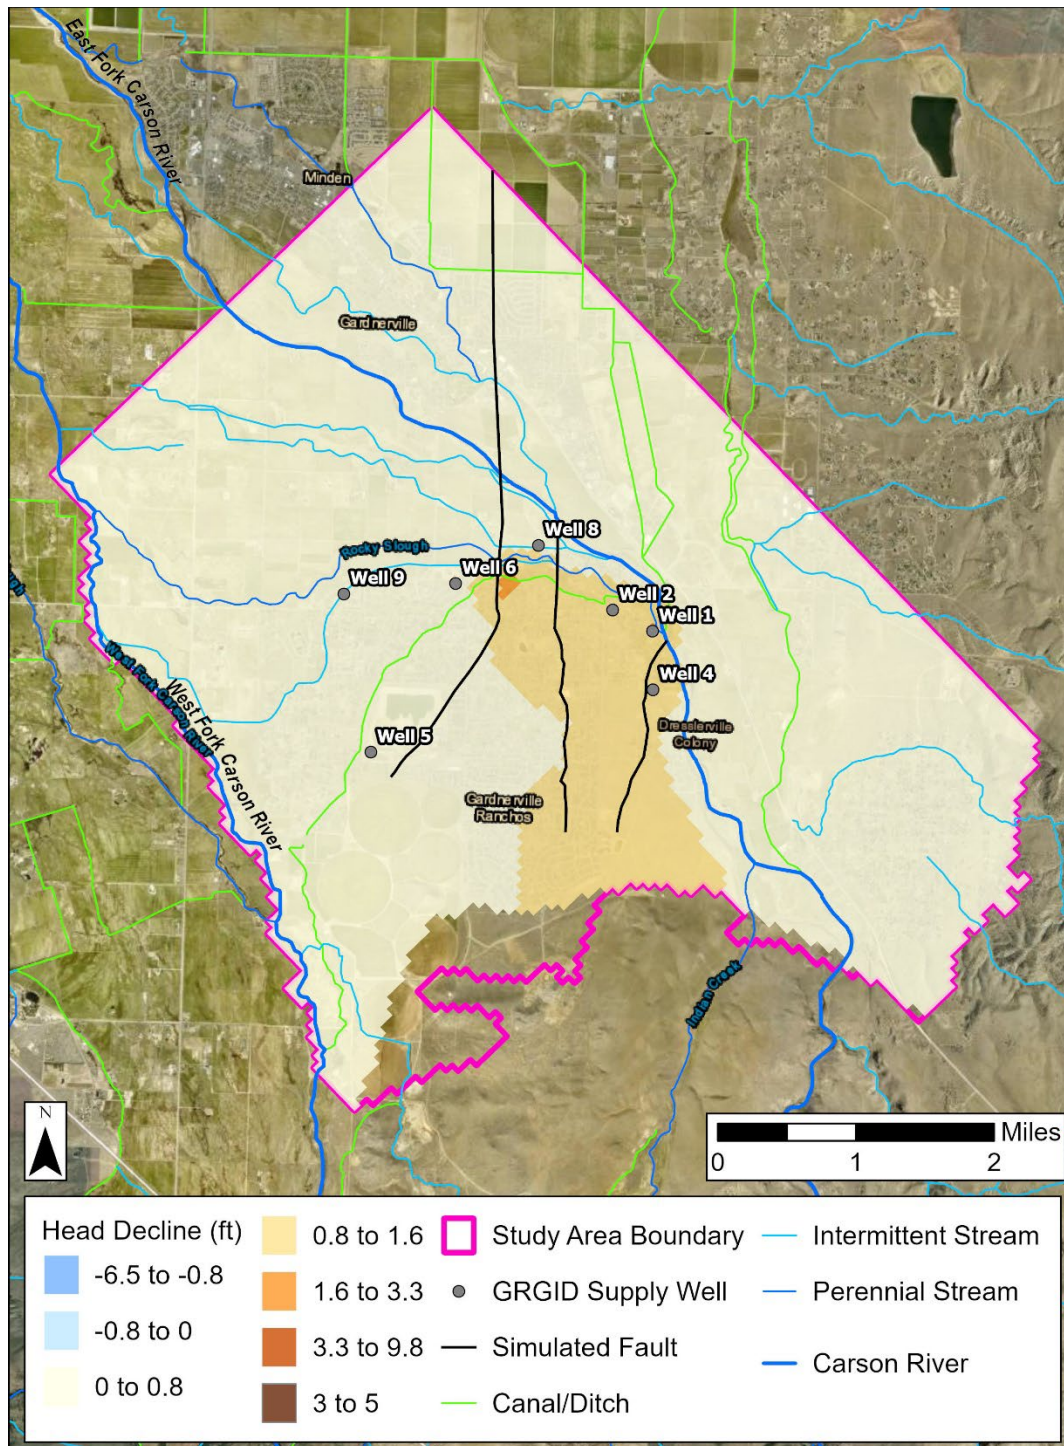 East Fork Carson River
Minden
Gardnerville
Well 8
Rocky Slough
Well 6
Well 9
Well 2
Well 1
West Fork Carson River
West Fork Carson River
Well 4
Dresslerville
Colony
Well 5
Gardnerville
Ranchos
Indian Creek
N
Miles
0 1 2
Head Decline (ft)
-6.5 to -0.8
-0.8 to 0
0 to 0.8
0.8 to 1.6
1.6 to 3.3
3.3 to 9.8
3 to 5
Study Area Boundary
GRGID Supply Well
Simulated Fault
Canal/Ditch
Intermittent Stream
Perennial Stream
Carson River